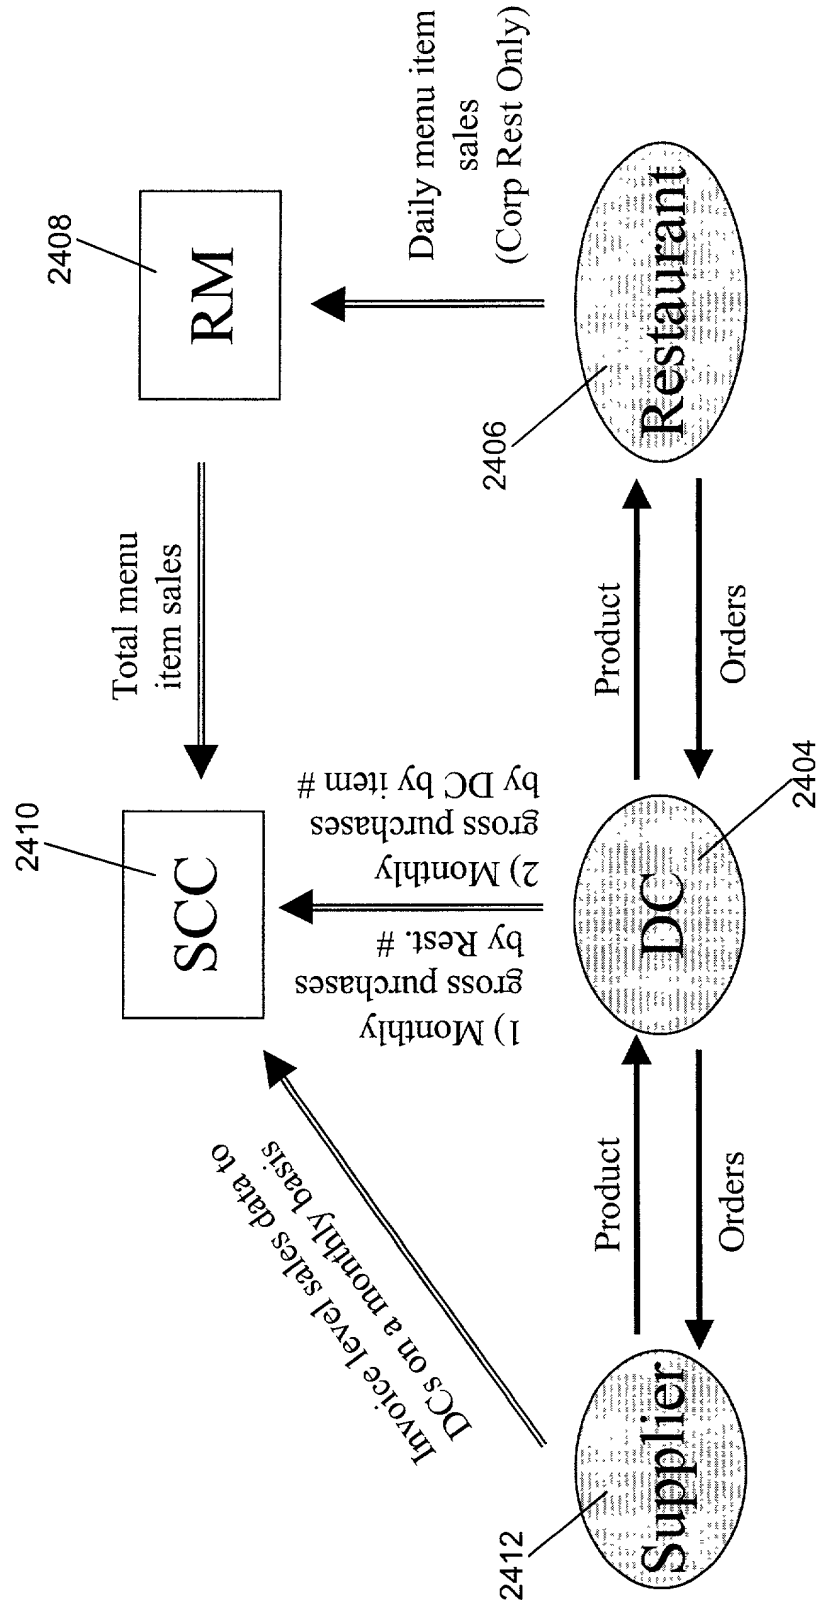 2410
SCC
Total menu
item sales
2408
RM
Invoice level sales data to
DCs on a monthly basis
1) Monthly
gross purchases
by Rest. #
2) Monthly
gross purchases
by DC by item #
Daily menu item
sales
(Corp Rest Only)
2412
Supplier
Product
Orders
DC
2404
Product
Orders
2406
Restaurant